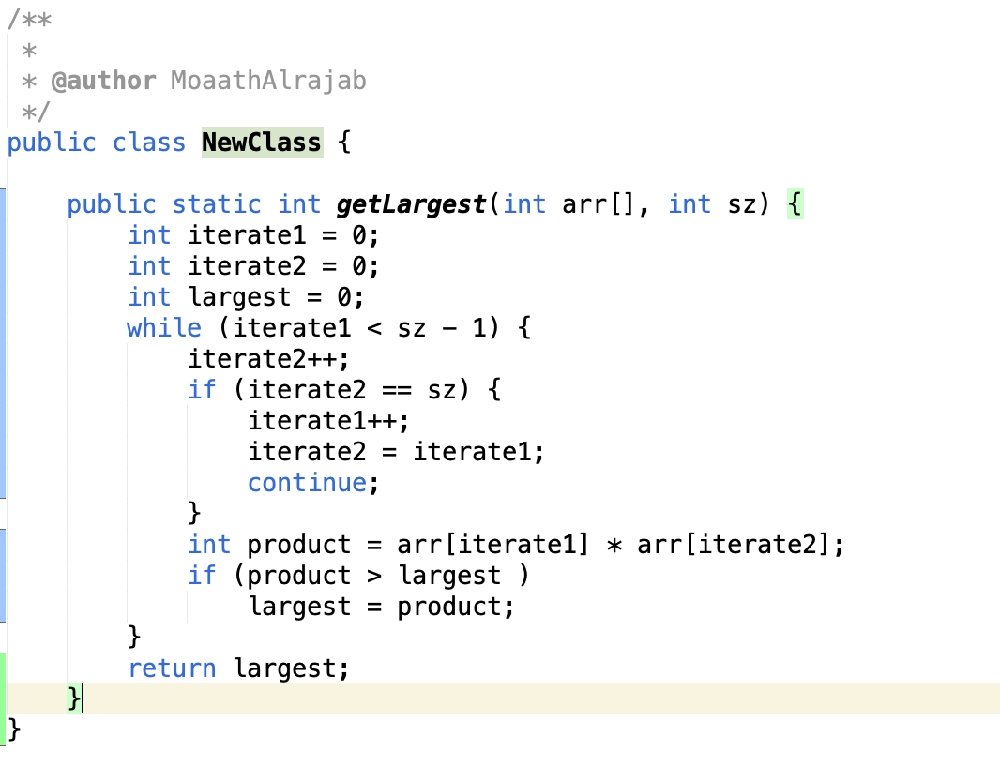 /**
 *
 * @author MoaathAlrajab
 */
public class NewClass {

    public static int getLargest(int arr[], int sz) {
        int iterate1 = 0;
        int iterate2 = 0;
        int largest = 0;
        while (iterate1 < sz - 1) {
            iterate2++;
            if (iterate2 == sz) {
                iterate1++;
                iterate2 = iterate1;
                continue;
            }
            int product = arr[iterate1] * arr[iterate2];
            if (product > largest )
                largest = product;
        }
        return largest;
    }
}